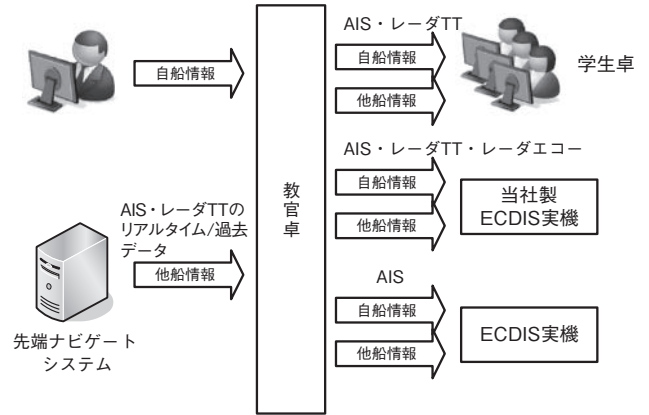 自船情報
AIS・レーダTTの
リアルタイム/過去
データ
他船情報
先端ナビゲート
システム
教官卓
AIS・レーダTT
自船情報
他船情報
学生卓
AIS・レーダTT・レーダエコー
自船情報
他船情報
当社製
ECDIS実機
AIS
自船情報
他船情報
ECDIS実機